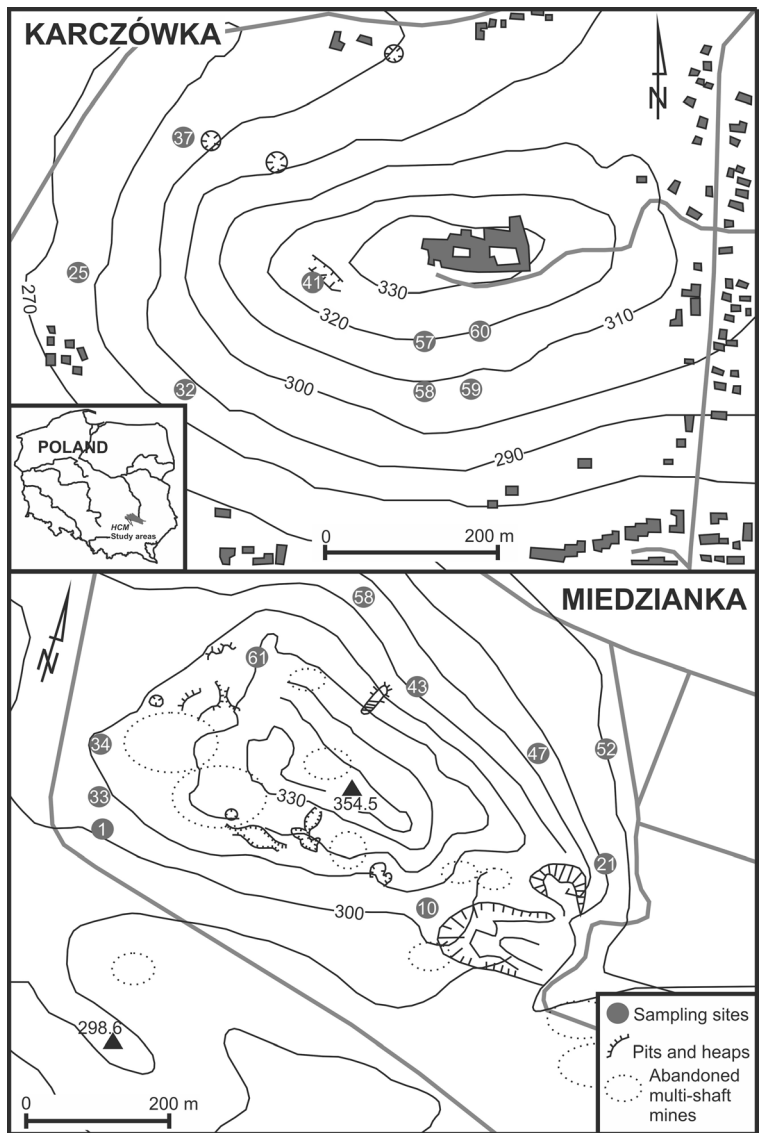 KARCZÓWKA
N
37
25
41
270
330
320
60
57
310
32
300
58
59
290
POLAND
HCM
Study areas
0
200 m
MIEDZIANKA
N
58
61
43
34
47
52
33
330
354.5
1
21
10
300
298.6
Sampling sites
Pits and heaps
Abandoned
multi-shaft
mines
0
200 m